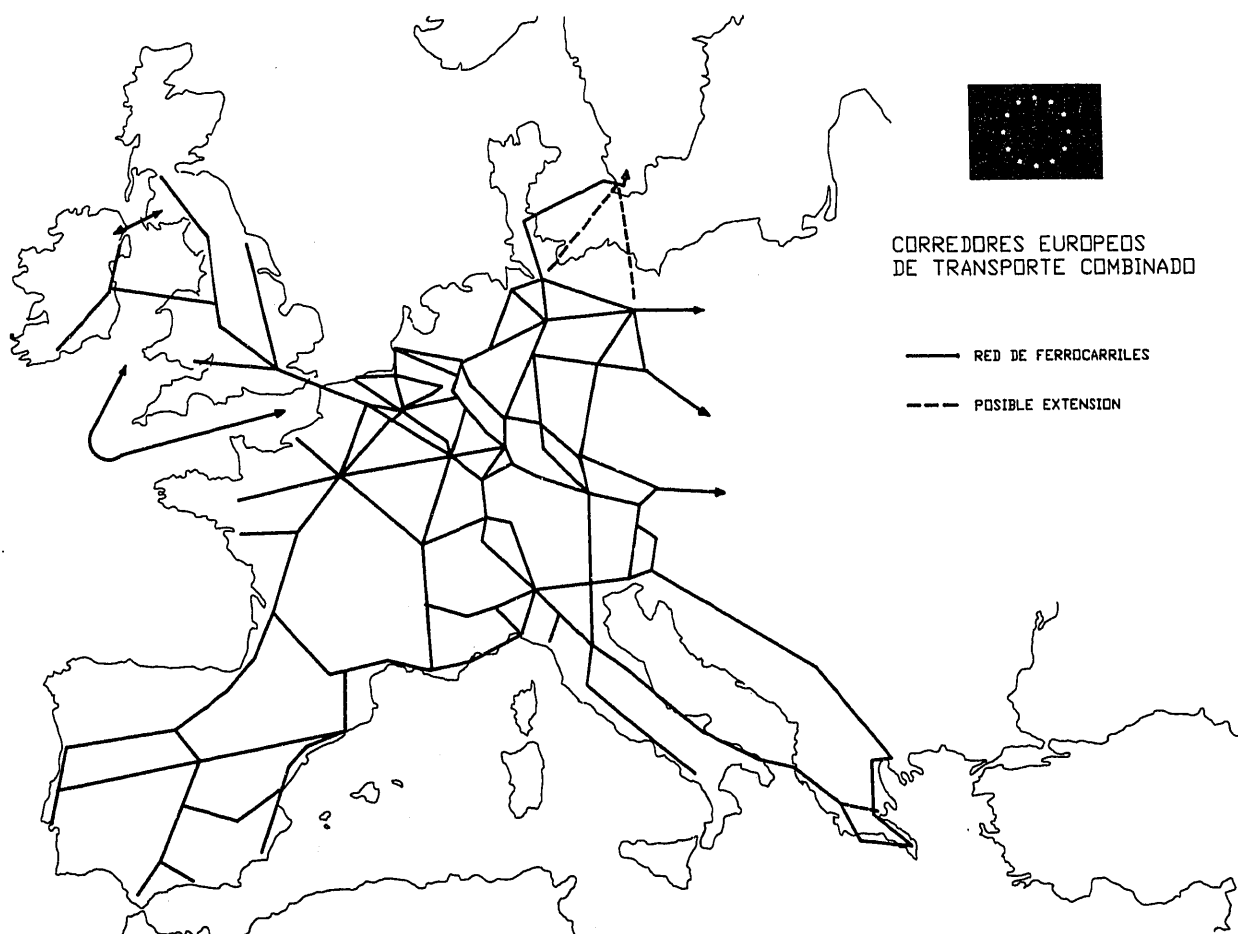 CORREDORES EUROPEOS
DE TRANSPORTE COMBINADO
RED DE FERROCARRILES
POSIBLE EXTENSION